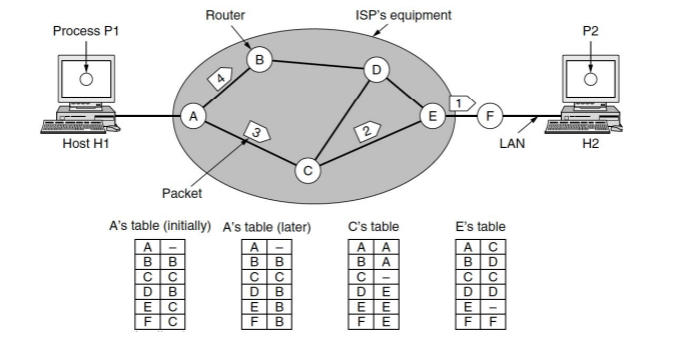 Router
ISP's equipment
Process P1
P2
B
D
4
1
A
E
F
3
2
Host H1
LAN
H2
C
Packet
A's table (initially) A's table (later) C's table E's table
A – A – A A A C
B B B B B A B D
C C C C C – C C
D B D B D E D D
E C E B E E E –
F C F B F E F F